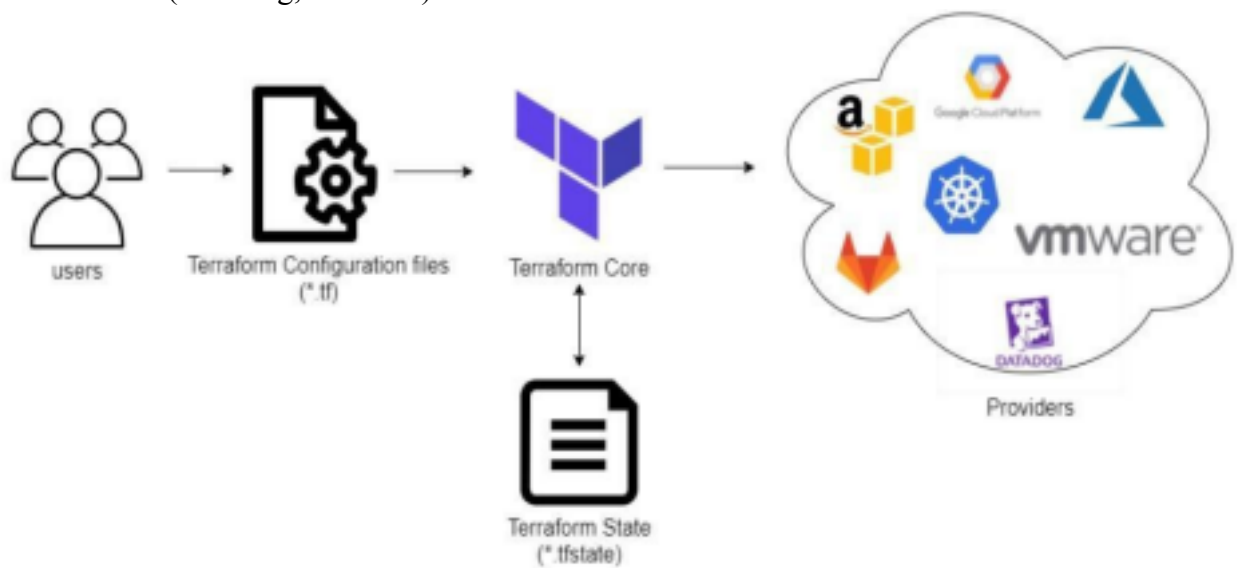 Google Cloud Platform
a
vmware
users
Terraform Configuration files
(*.tf)
Terraform Core
DATADOG
Providers
Terraform State
(*.tfstate)